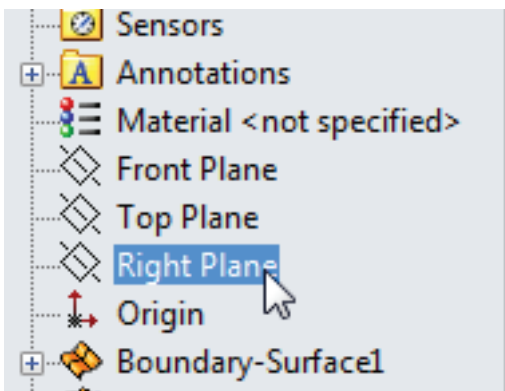 Sensors
A Annotations
Material <not specified>
Front Plane
Top Plane
Right Plane
Origin
Boundary-Surface1